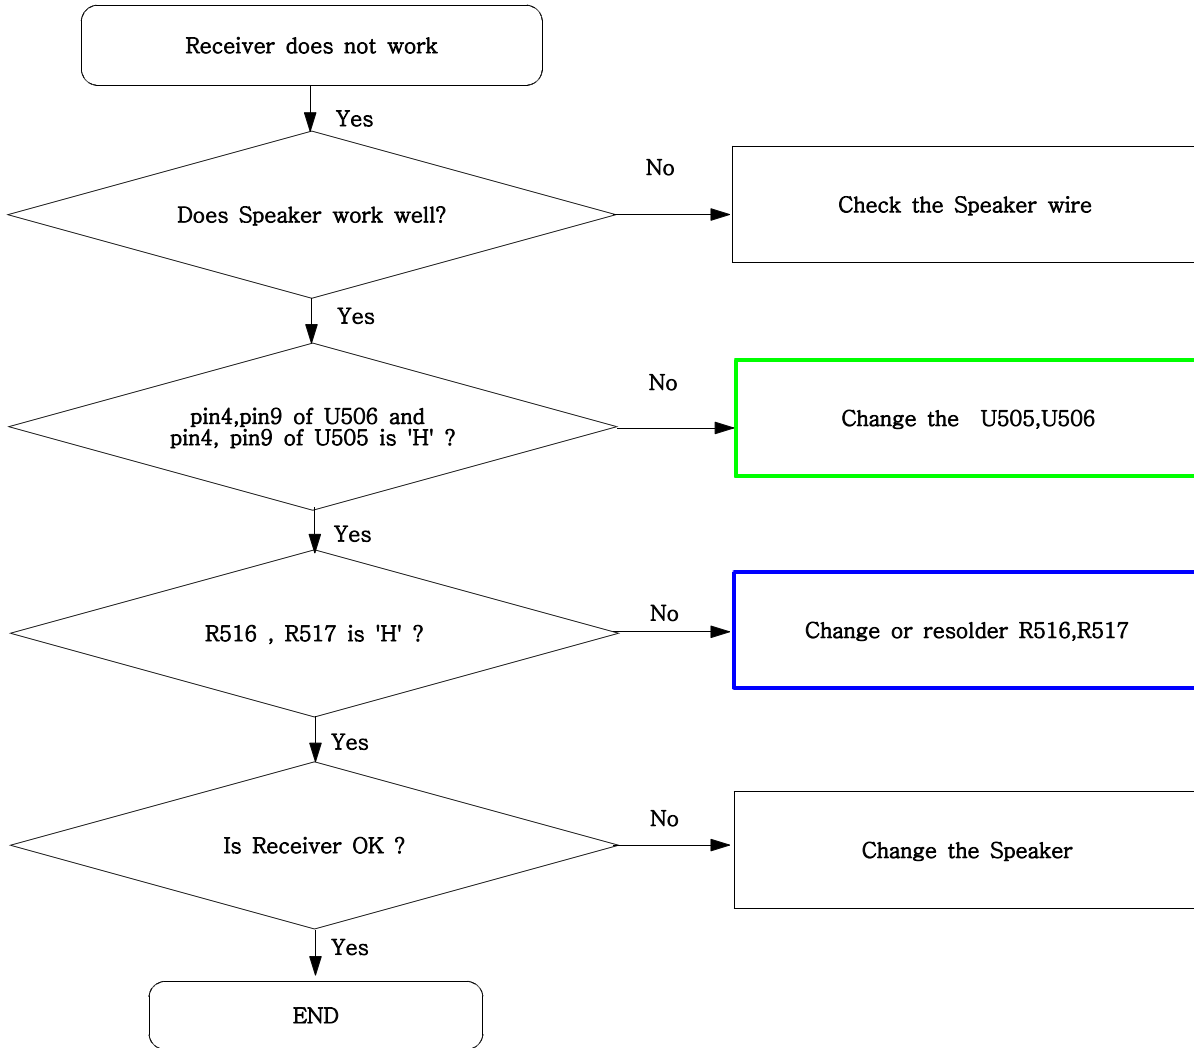 Receiver does not work
Yes
Does Speaker work well?
No
Check the Speaker wire
Yes
pin4,pin9 of U506 and
pin4, pin9 of U505 is 'H' ?
No
Change the U505,U506
Yes
R516 , R517 is 'H' ?
No
Change or resolder R516,R517
Yes
Is Receiver OK ?
No
Change the Speaker
Yes
END